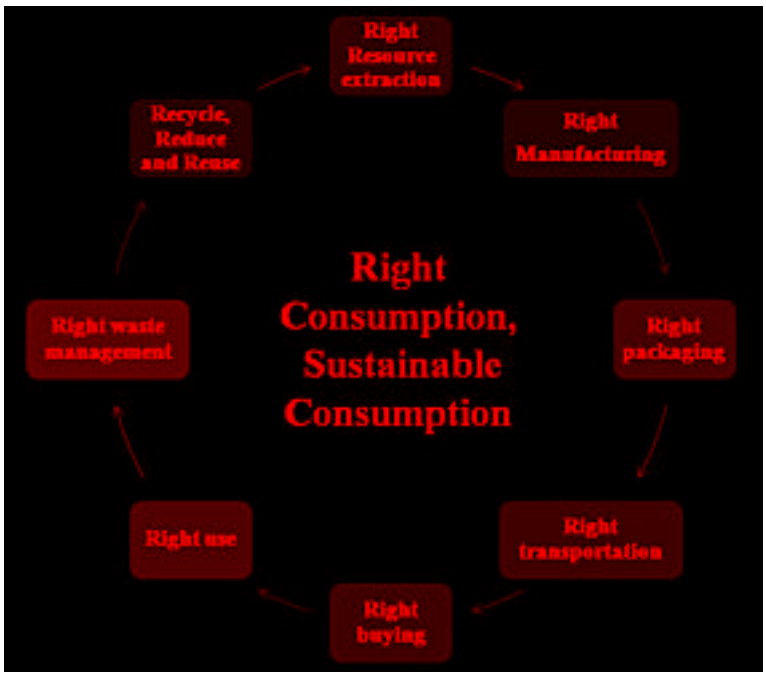 Right
Resource
extraction
Right
Manufacturing
Right
packaging
Right
transportation
Right
buying
Right use
Right waste
management
Recycle,
Reduce
and Reuse
Right
Consumption,
Sustainable
Consumption